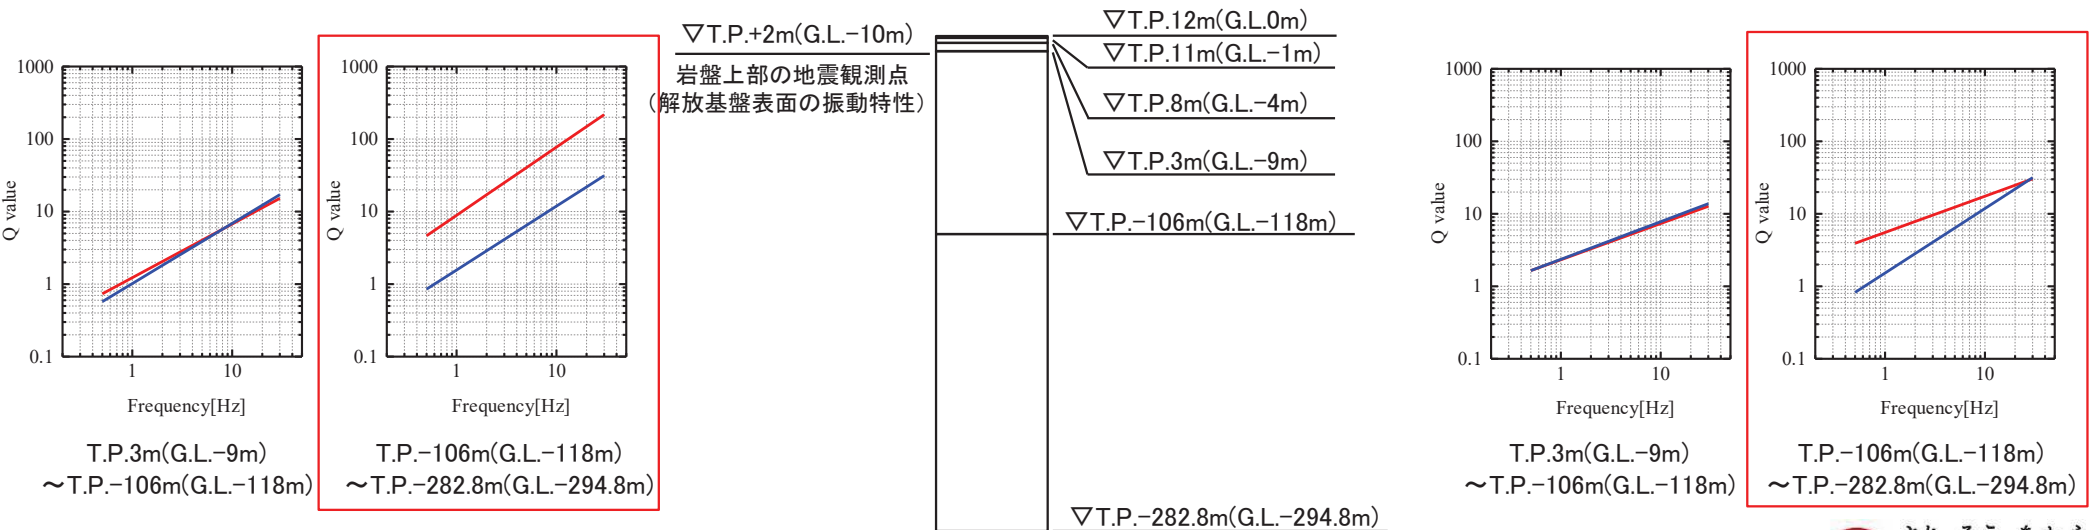 1000
100
10
1
0.1
Q value
1
10
Frequency[Hz]
T.P.3m(G.L.-9m)
～T.P.-106m(G.L.-118m)
1000
100
10
1
0.1
Q value
1
10
Frequency[Hz]
T.P.-106m(G.L.-118m)
～T.P.-282.8m(G.L.-294.8m)
▽T.P.+2m(G.L.-10m)
岩盤上部の地震観測点
(解放基盤表面の振動特性)
▽T.P.12m(G.L.0m)
▽T.P.11m(G.L.-1m)
▽T.P.8m(G.L.-4m)
▽T.P.3m(G.L.-9m)
▽T.P.-106m(G.L.-118m)
▽T.P.-282.8m(G.L.-294.8m)
1000
100
10
1
0.1
Q value
1
10
Frequency[Hz]
T.P.3m(G.L.-9m)
～T.P.-106m(G.L.-118m)
1000
100
10
1
0.1
Q value
1
10
Frequency[Hz]
T.P.-106m(G.L.-118m)
～T.P.-282.8m(G.L.-294.8m)